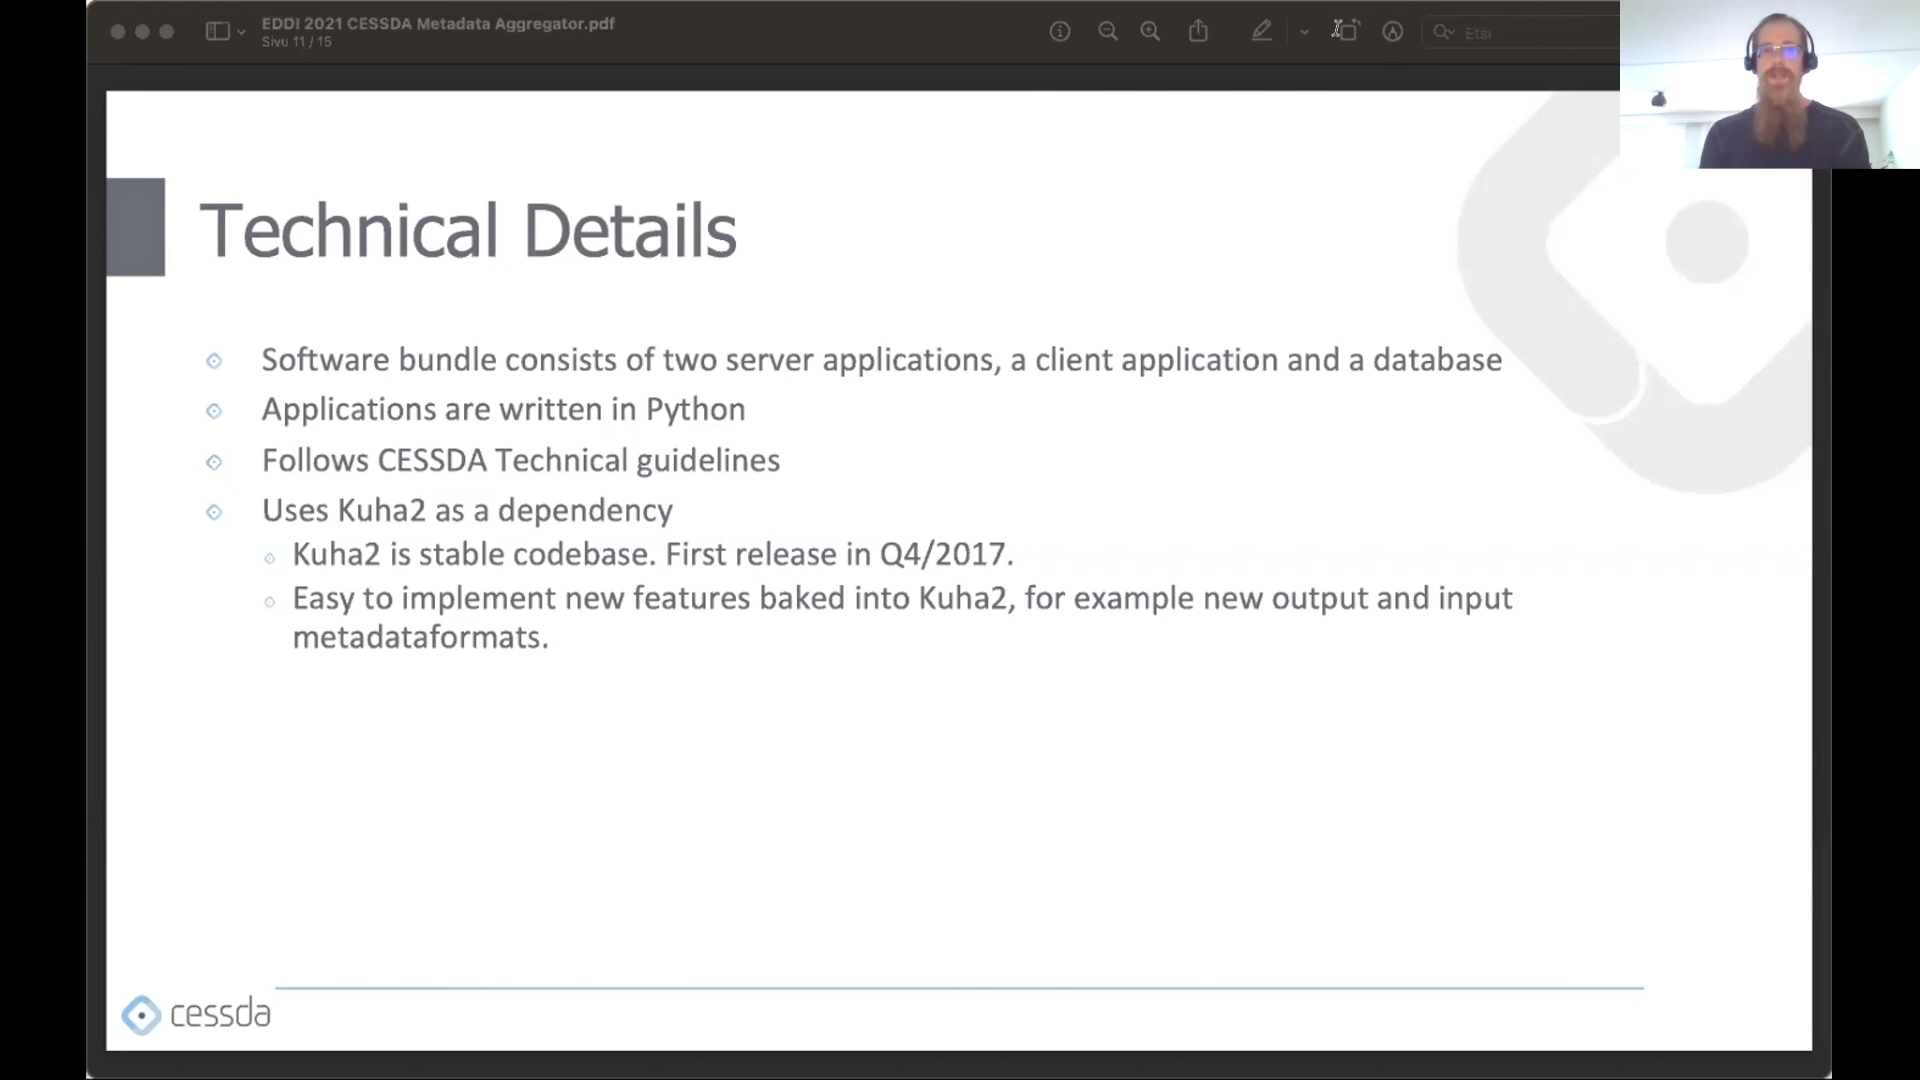 EDDI 2021 CESSDA Metadata Aggregator.pdf
Sivu 11 / 15
Etsi
Technical Details
Software bundle consists of two server applications, a client application and a database
Applications are written in Python
Follows CESSDA Technical guidelines
Uses Kuha2 as a dependency
Kuha2 is stable codebase. First release in Q4/2017.
Easy to implement new features baked into Kuha2, for example new output and input
metadataformats.
cessda